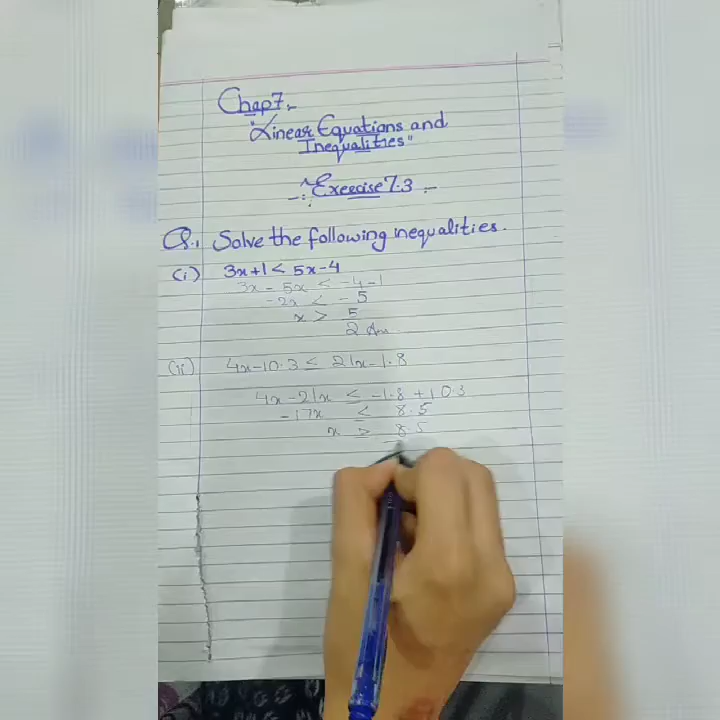 Chap 7.
"Linear Equations and
Inequalities"
-: Exercise 7.3 -
Q.1 Solve the following inequalities.
(i) 3x+1 < 5x-4
3x - 5x < -4-1
-2x < -5
x > 5
2 Ans
(ii) 4x-10.3 ≤ 21x-1.8
4x-21x ≤ -1.8+10.3
-17x ≤ 8.5
x ≥ 8.5